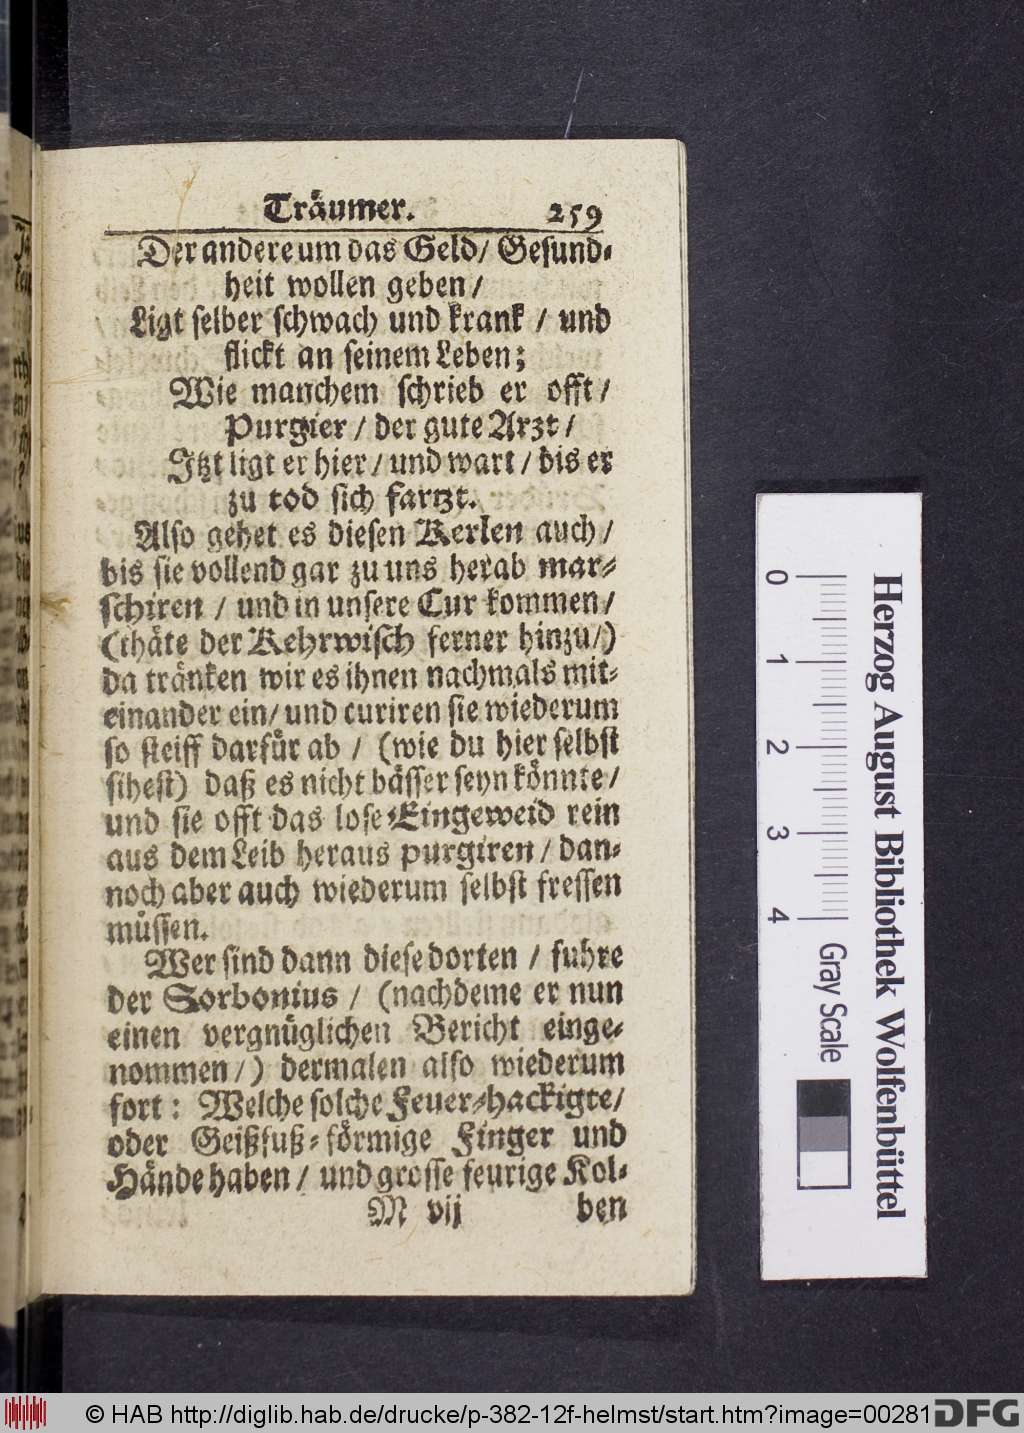 Träumer. 259
Der andere um das Geld/ Gesund-
heit wollen geben/
Ligt selber schwach und krank / und
flickt an seinem Leben;
Wie manchem schrieb er offt/
Purgier / der gute Arzt/
Jtzt ligt er hier/ und wart / bis er
zu tod sich fartzt.
Also gehet es diesen Kerlen auch/
bis sie vollend gar zu uns herab mar-
schiren / und in unsere Cur kommen/
(thäte der Kehrwisch ferner hinzu/)
da tränken wir es ihnen nachmals mit-
einander ein/ und curiren sie wiederum
so steiff darfür ab / (wie du hier selbst
sihest) daß es nicht bässer seyn könnte/
und sie offt das lose Eingeweid rein
aus dem Leib heraus purgiren/ dan-
noch aber auch wiederum selbst fressen
müssen.
Wer sind dann diese dorten / fuhre
der Sorbonius / (nachdeme er nun
einen vergnüglichen Bericht einge-
nommen/) dermalen also wiederum
fort: Welche solche Feuer-hackigte/
oder Geißfuß-förmige Finger und
Hände haben / und grosse feurige Kol-
M vij ben
0 1 2 3 4 Gray Scale
Herzog August Bibliothek Wolfenbüttel
© HAB http://diglib.hab.de/drucke/p-382-12f-helmst/start.htm?image=00281
DFG